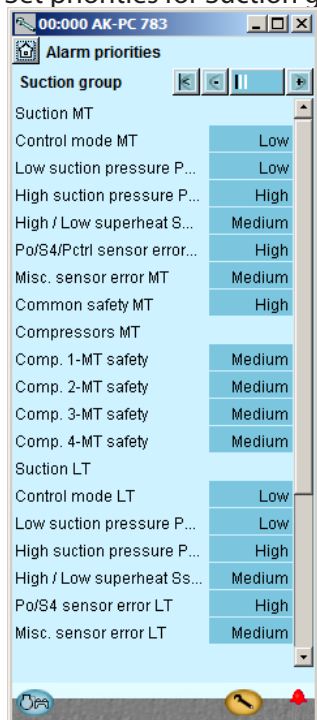 Set priorities for Suction g
00:000 AK-PC 783
Alarm priorities
Suction group
Suction MT
Control mode MT Low
Low suction pressure P... Low
High suction pressure P... High
High / Low superheat S... Medium
Po/S4/Pctrl sensor error... High
Misc. sensor error MT Medium
Common safety MT High
Compressors MT
Comp. 1-MT safety Medium
Comp. 2-MT safety Medium
Comp. 3-MT safety Medium
Comp. 4-MT safety Medium
Suction LT
Control mode LT Low
Low suction pressure P... Low
High suction pressure P... High
High / Low superheat Ss... Medium
Po/S4 sensor error LT High
Misc. sensor error LT Medium